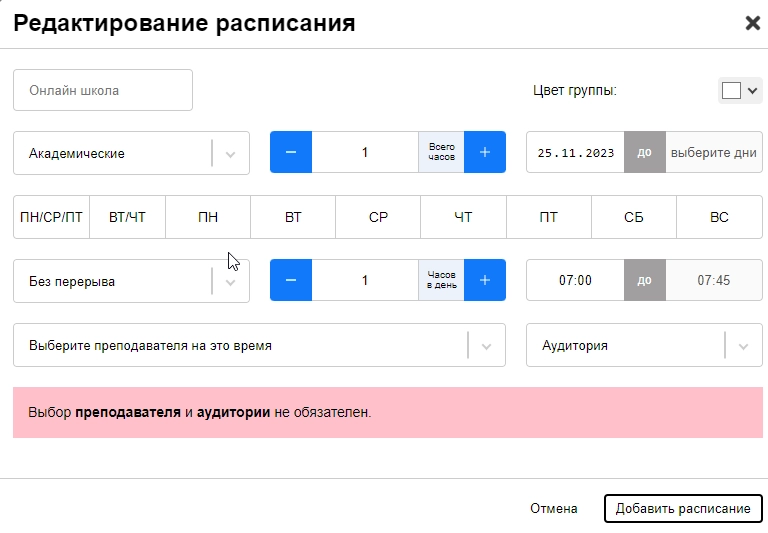 Редактирование расписания
Онлайн школа
Цвет группы:
Академические
1
Всего
часов
25.11.2023
до
выберите дни
ПН/СР/ПТ ВТ/ЧТ ПН ВТ СР ЧТ ПТ СБ ВС
Без перерыва
1
Часов
в день
07:00
до
07:45
Выберите преподавателя на это время
Аудитория
Выбор преподавателя и аудитории не обязателен.
Отмена
Добавить расписание